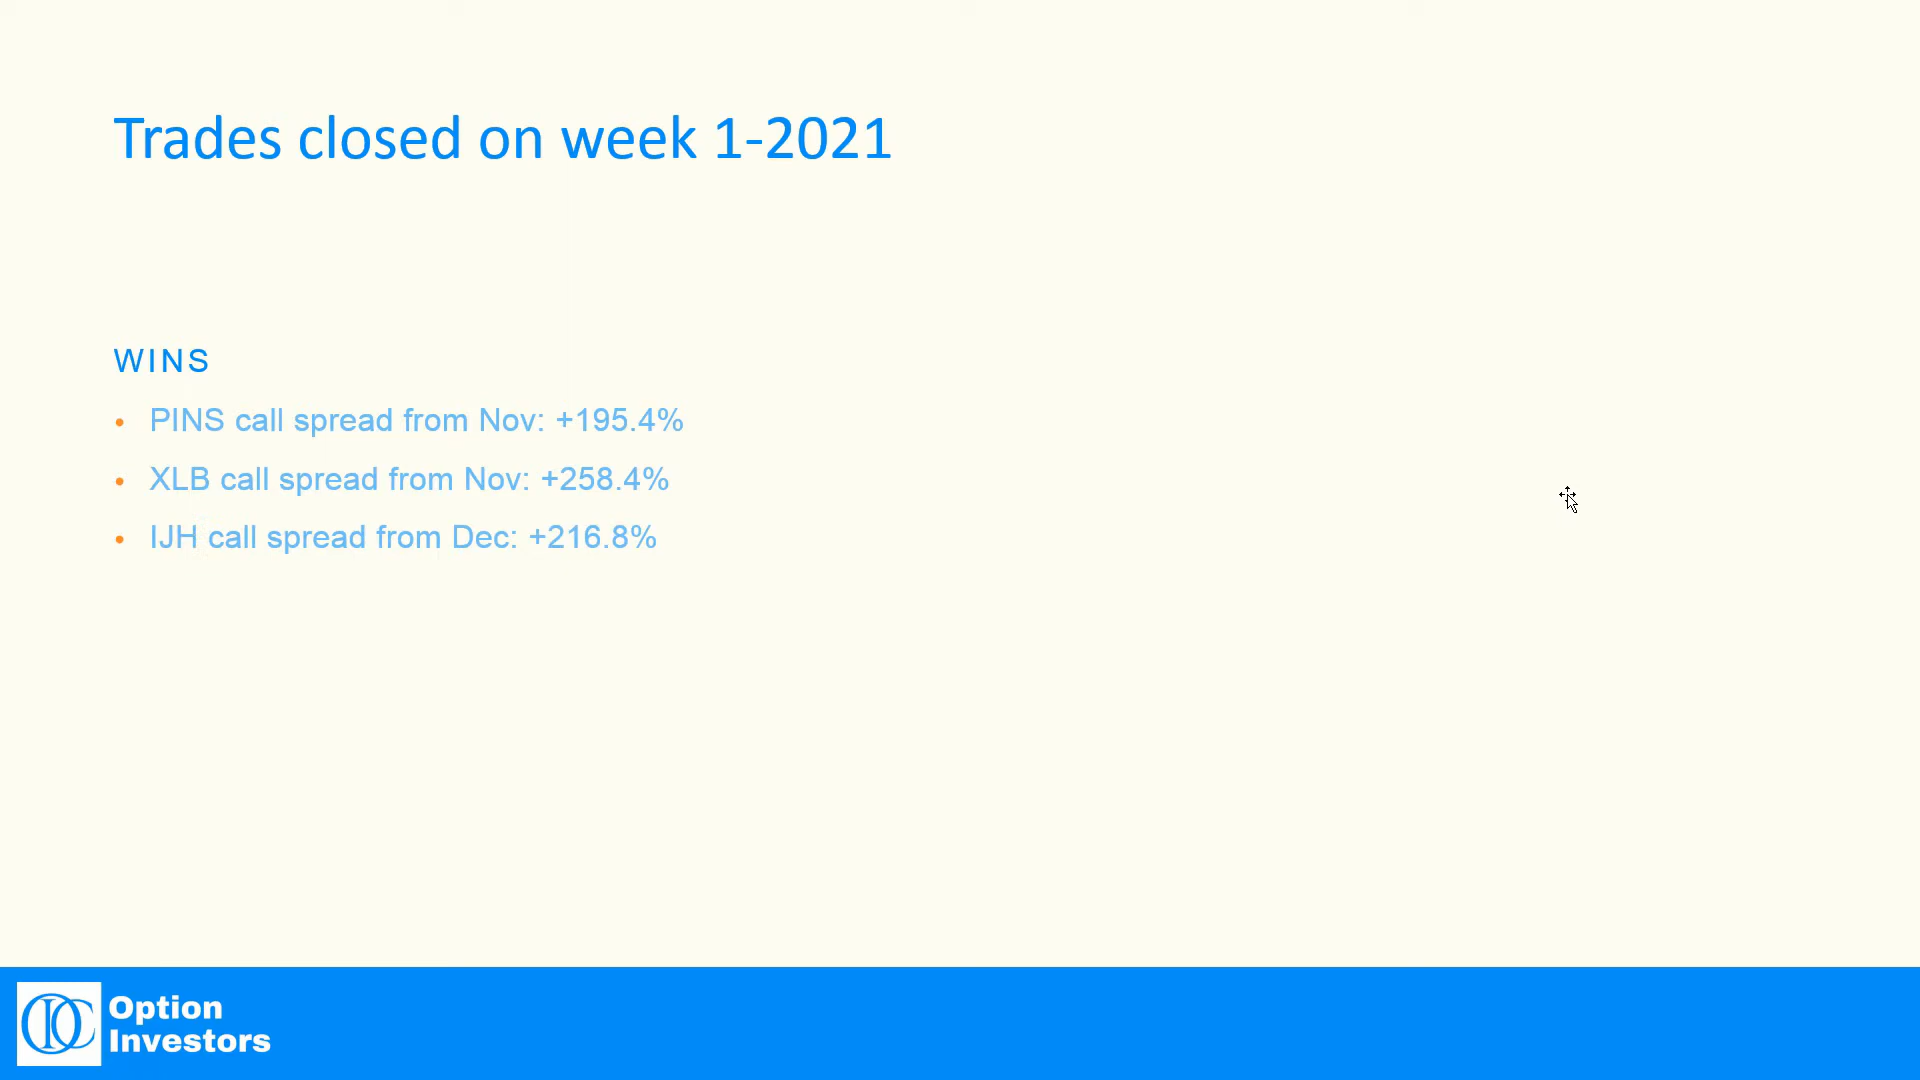 Trades closed on week 1-2021
WINS
• PINS call spread from Nov: +195.4%
• XLB call spread from Nov: +258.4%
• IJH call spread from Dec: +216.8%
Option
Investors